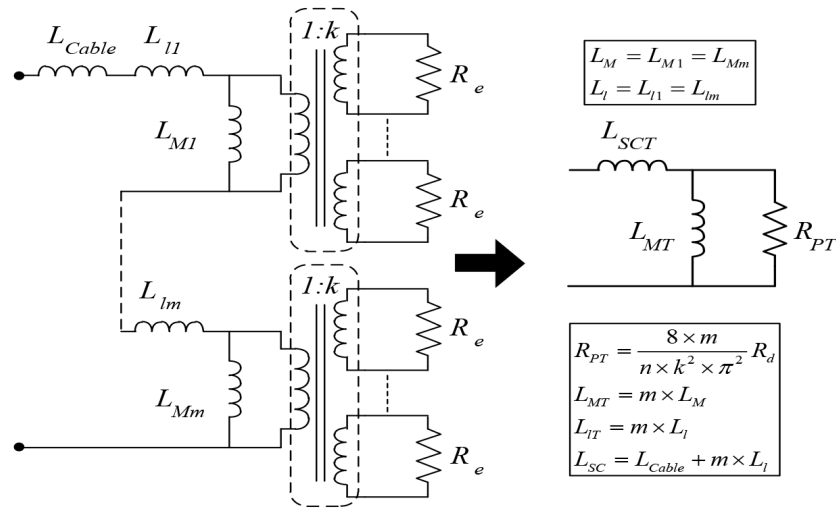 L_Cable
L_l1
1:k
R_e
L_M1
R_e
L_lm
1:k
R_e
L_Mm
R_e
L_M = L_M1 = L_Mm
L_l = L_l1 = L_lm
L_SCT
L_MT
R_PT
R_PT = \frac{8 × m}{n × k^2 × π^2} R_d
L_MT = m × L_M
L_lT = m × L_l
L_SC = L_Cable + m × L_l